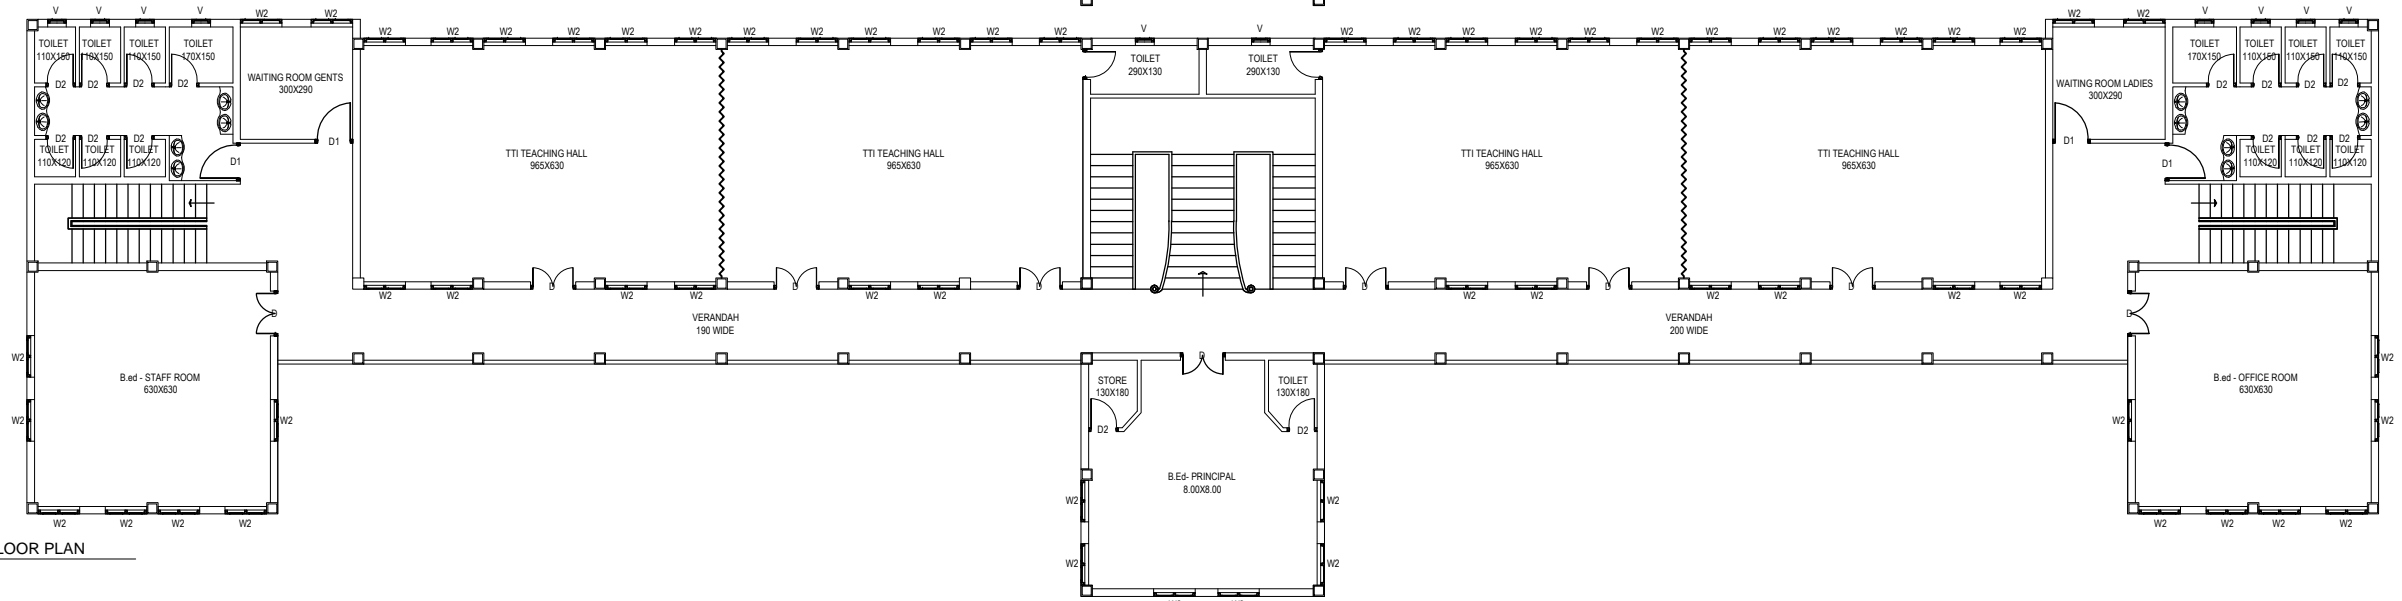 V V V V W2 W2
W2 W2 W2 W2 W2 W2 W2 W2 W2 W2 W2 W2
V V
W2 W2 W2 W2 W2 W2 W2 W2 W2 W2 W2 W2
W2 W2 V V V V
TOILET
110X150
TOILET
110X150
TOILET
110X150
TOILET
170X150
WAITING ROOM GENTS
300X290
D2 D2 D2 D2
D2 D2 D2
TOILET
110X120
TOILET
110X120
TOILET
110X120
D1
D1
TTI TEACHING HALL
965X630
TTI TEACHING HALL
965X630
TOILET
290X130
TOILET
290X130
TTI TEACHING HALL
965X630
TTI TEACHING HALL
965X630
WAITING ROOM LADIES
300X290
TOILET
170X150
TOILET
110X150
TOILET
110X150
TOILET
110X150
D2 D2 D2 D2
D2 D2 D2
TOILET
110X120
TOILET
110X120
TOILET
110X120
D1
D1
W2 W2 D W2 W2 D W2 W2 D
D W2 W2 D W2 W2 D W2 W2
VERANDAH
190 WIDE
VERANDAH
200 WIDE
D
W2
W2
B.ed - STAFF ROOM
630X630
W2
W2 W2 W2 W2
D
STORE
130X180
TOILET
130X180
D2
D2
B.Ed- PRINCIPAL
8.00X8.00
W2
W2
W2
W2
D
B.ed - OFFICE ROOM
630X630
W2
W2
W2
W2 W2 W2 W2
LOOR PLAN